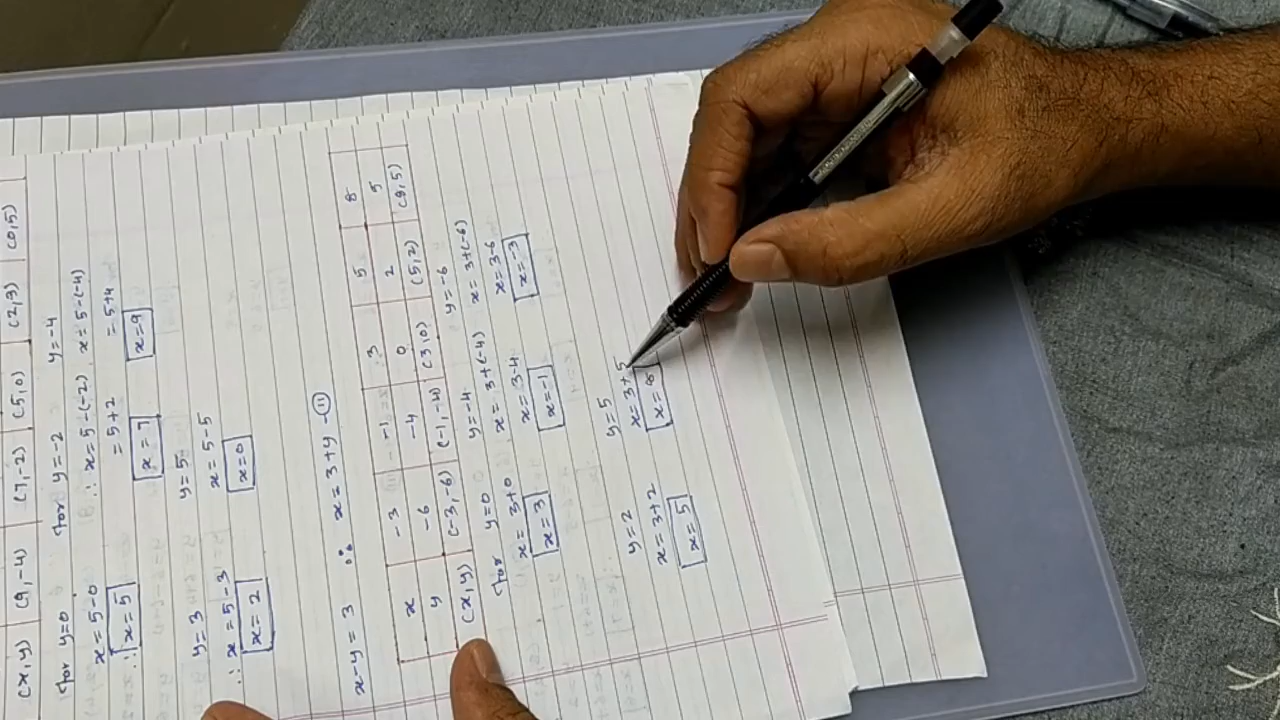 (x,y) (9,-4) (7,-2) (5,0) (2,3) (0,5)
for y=0 for y=-2 y=-4
x=5-0 ∴ x=5-(-2) x=5-(-4)
∴ x=5 =5+2 =5+4
x=7 x=9
y=3 y=5
∴ x=5-3 x=5-5
x=2 x=0
x-y=3 ∴ x=3+y -(11)
x -3 -1 3 5 8
y -6 -4 0 2 5
(x,y) (-3,-6) (-1,-4) (3,0) (5,2) (8,5)
for y=0 y=-4 y=-6
x=3+0 x=3+(-4) x=3+(-6)
x=3 x=3-4 x=3-6
x=-1 x=-3
y=2 y=5
x=3+2 x=3+5
x=5 x=8